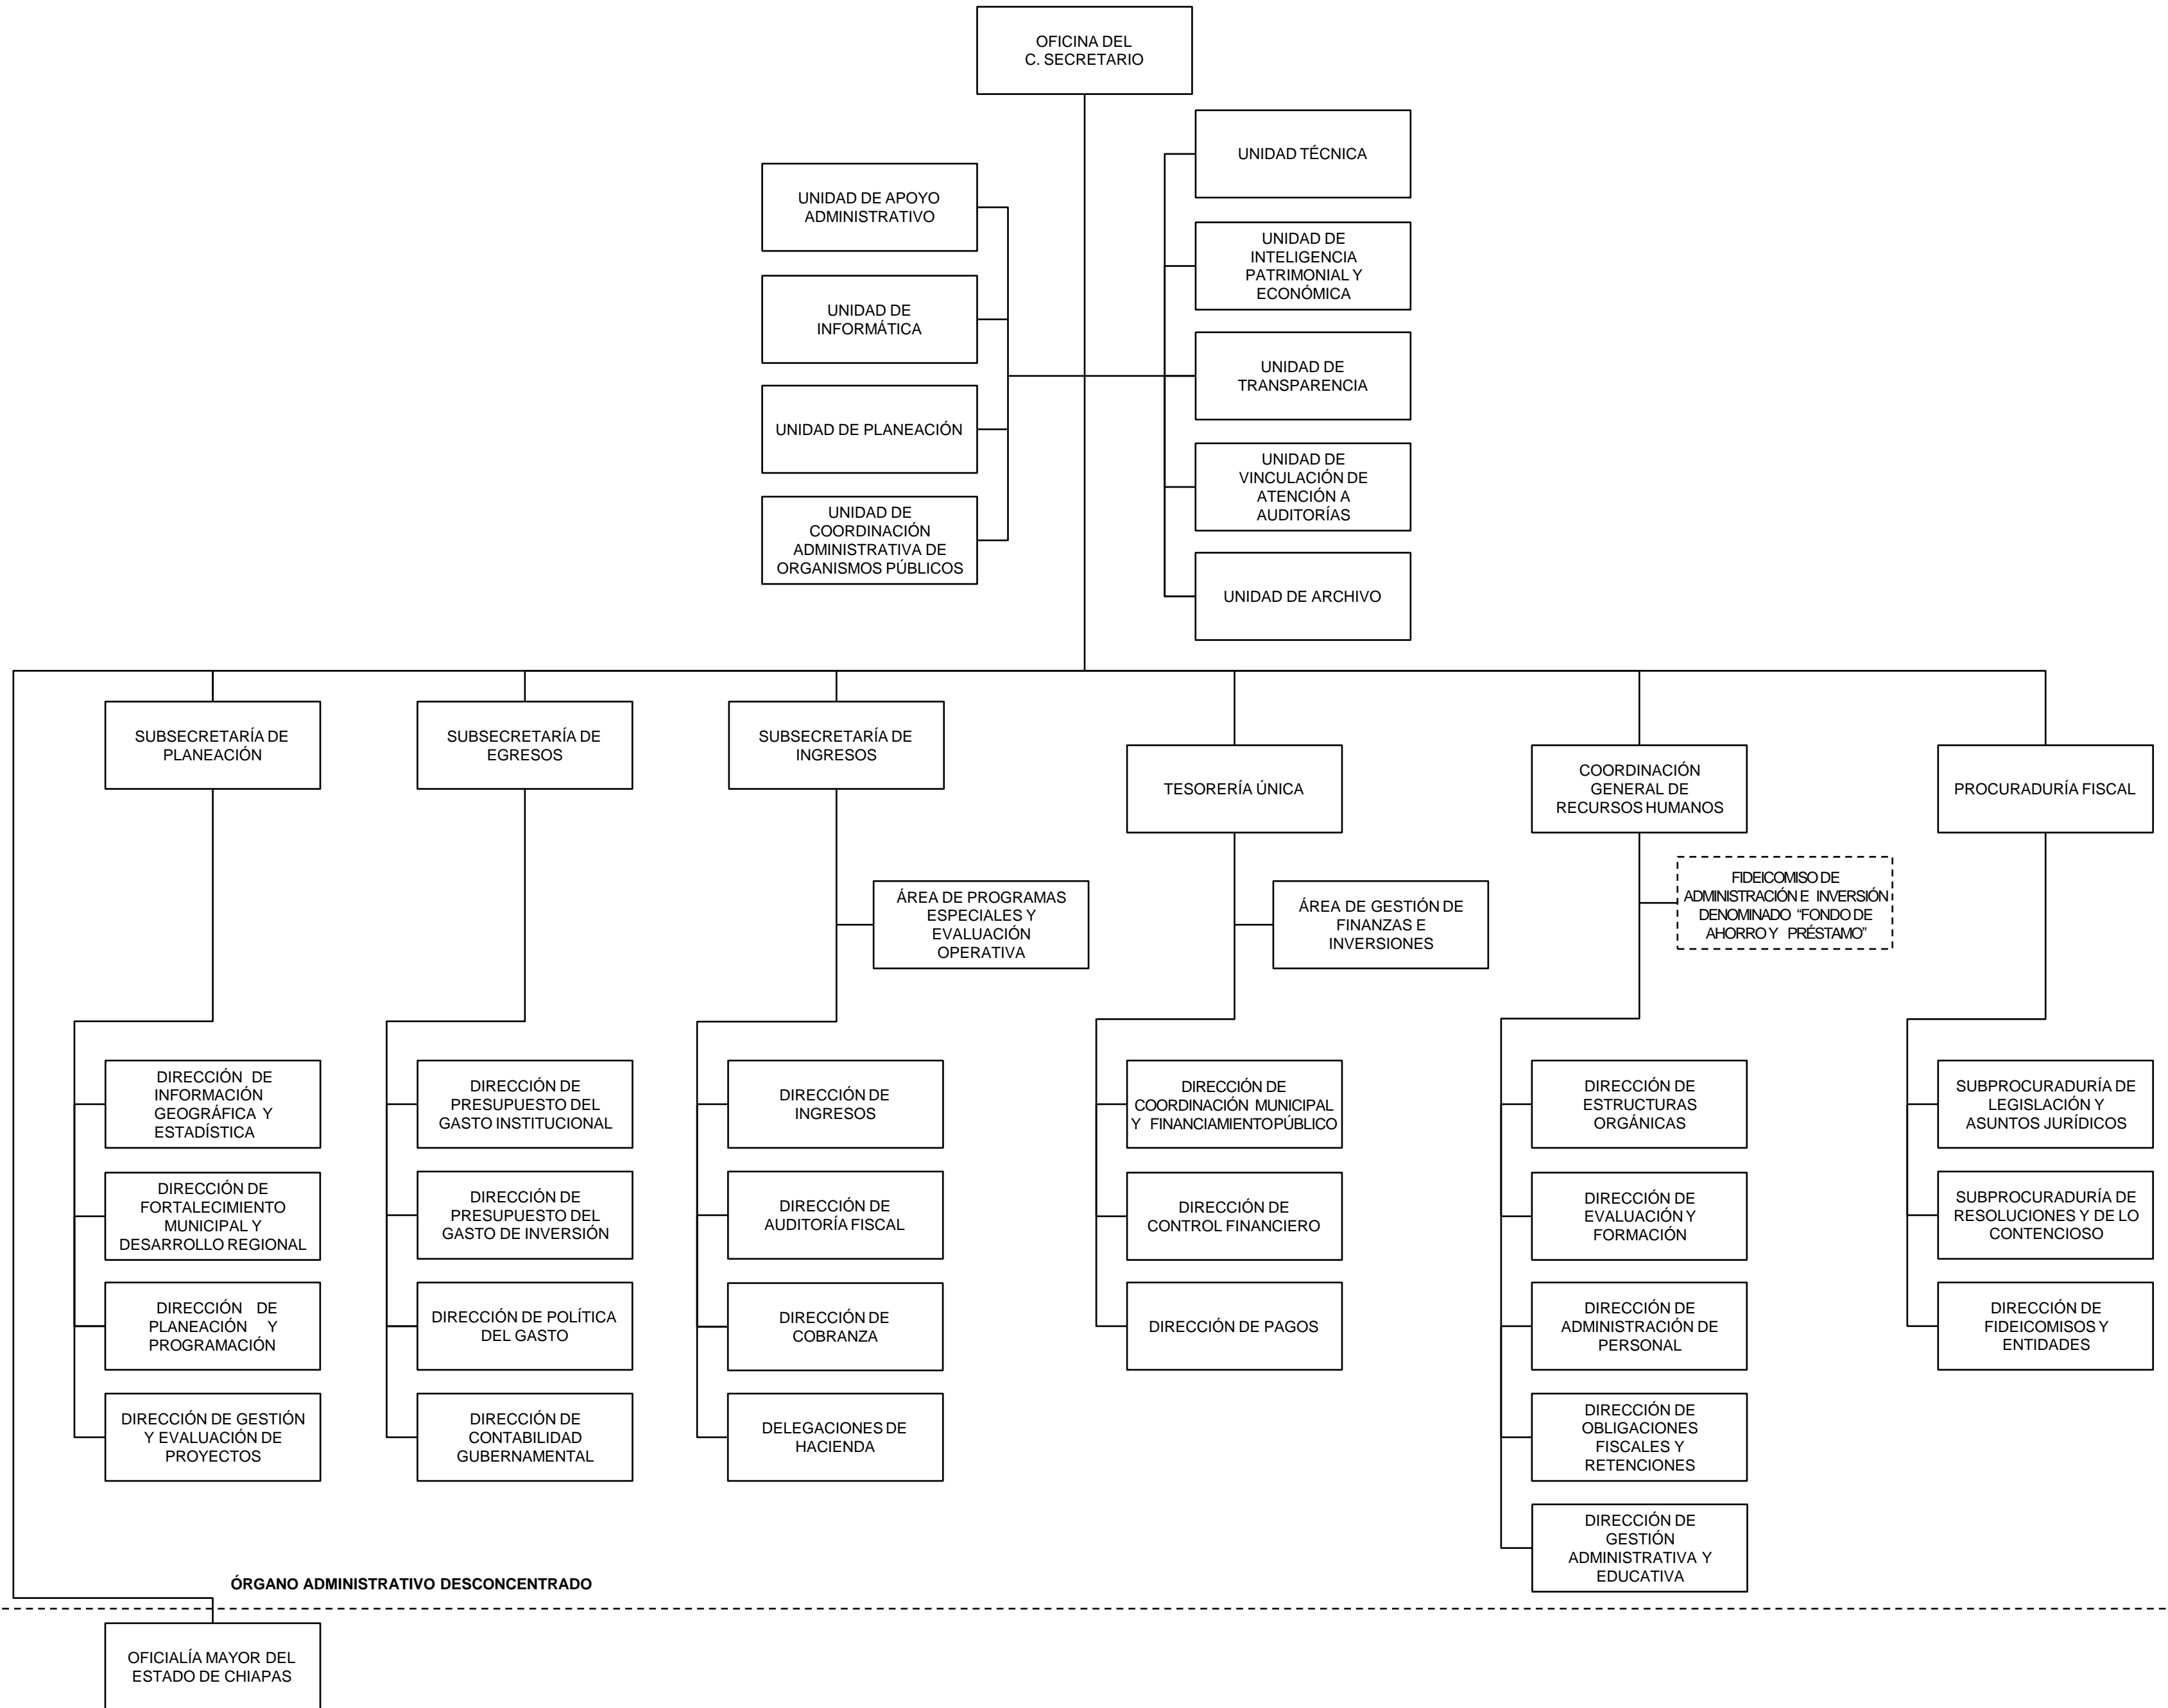 OFICINA DEL
C. SECRETARIO
UNIDAD DE APOYO
ADMINISTRATIVO
UNIDAD DE
INFORMÁTICA
UNIDAD DE PLANEACIÓN
UNIDAD DE
COORDINACIÓN
ADMINISTRATIVA DE
ORGANISMOS PÚBLICOS
UNIDAD TÉCNICA
UNIDAD DE
INTELIGENCIA
PATRIMONIAL Y
ECONÓMICA
UNIDAD DE
TRANSPARENCIA
UNIDAD DE
VINCULACIÓN DE
ATENCIÓN A
AUDITORÍAS
UNIDAD DE ARCHIVO
SUBSECRETARÍA DE
PLANEACIÓN
SUBSECRETARÍA DE
EGRESOS
SUBSECRETARÍA DE
INGRESOS
TESORERÍA ÚNICA
COORDINACIÓN
GENERAL DE
RECURSOS HUMANOS
PROCURADURÍA FISCAL
ÁREA DE PROGRAMAS
ESPECIALES Y
EVALUACIÓN
OPERATIVA
ÁREA DE GESTIÓN DE
FINANZAS E
INVERSIONES
FIDEICOMISO DE
ADMINISTRACIÓN E INVERSIÓN
DENOMINADO “FONDO DE
AHORRO Y PRÉSTAMO”
DIRECCIÓN DE
INFORMACIÓN
GEOGRÁFICA Y
ESTADÍSTICA
DIRECCIÓN DE
FORTALECIMIENTO
MUNICIPAL Y
DESARROLLO REGIONAL
DIRECCIÓN DE
PLANEACIÓN Y
PROGRAMACIÓN
DIRECCIÓN DE GESTIÓN
Y EVALUACIÓN DE
PROYECTOS
DIRECCIÓN DE
PRESUPUESTO DEL
GASTO INSTITUCIONAL
DIRECCIÓN DE
PRESUPUESTO DEL
GASTO DE INVERSIÓN
DIRECCIÓN DE POLÍTICA
DEL GASTO
DIRECCIÓN DE
CONTABILIDAD
GUBERNAMENTAL
DIRECCIÓN DE
INGRESOS
DIRECCIÓN DE
AUDITORÍA FISCAL
DIRECCIÓN DE
COBRANZA
DELEGACIONES DE
HACIENDA
DIRECCIÓN DE
COORDINACIÓN MUNICIPAL
Y FINANCIAMIENTO PÚBLICO
DIRECCIÓN DE
CONTROL FINANCIERO
DIRECCIÓN DE PAGOS
DIRECCIÓN DE
ESTRUCTURAS
ORGÁNICAS
DIRECCIÓN DE
EVALUACIÓN Y
FORMACIÓN
DIRECCIÓN DE
ADMINISTRACIÓN DE
PERSONAL
DIRECCIÓN DE
OBLIGACIONES
FISCALES Y
RETENCIONES
DIRECCIÓN DE
GESTIÓN
ADMINISTRATIVA Y
EDUCATIVA
SUBPROCURADURÍA DE
LEGISLACIÓN Y
ASUNTOS JURÍDICOS
SUBPROCURADURÍA DE
RESOLUCIONES Y DE LO
CONTENCIOSO
DIRECCIÓN DE
FIDEICOMISOS Y
ENTIDADES
ÓRGANO ADMINISTRATIVO DESCONCENTRADO
OFICIALÍA MAYOR DEL
ESTADO DE CHIAPAS